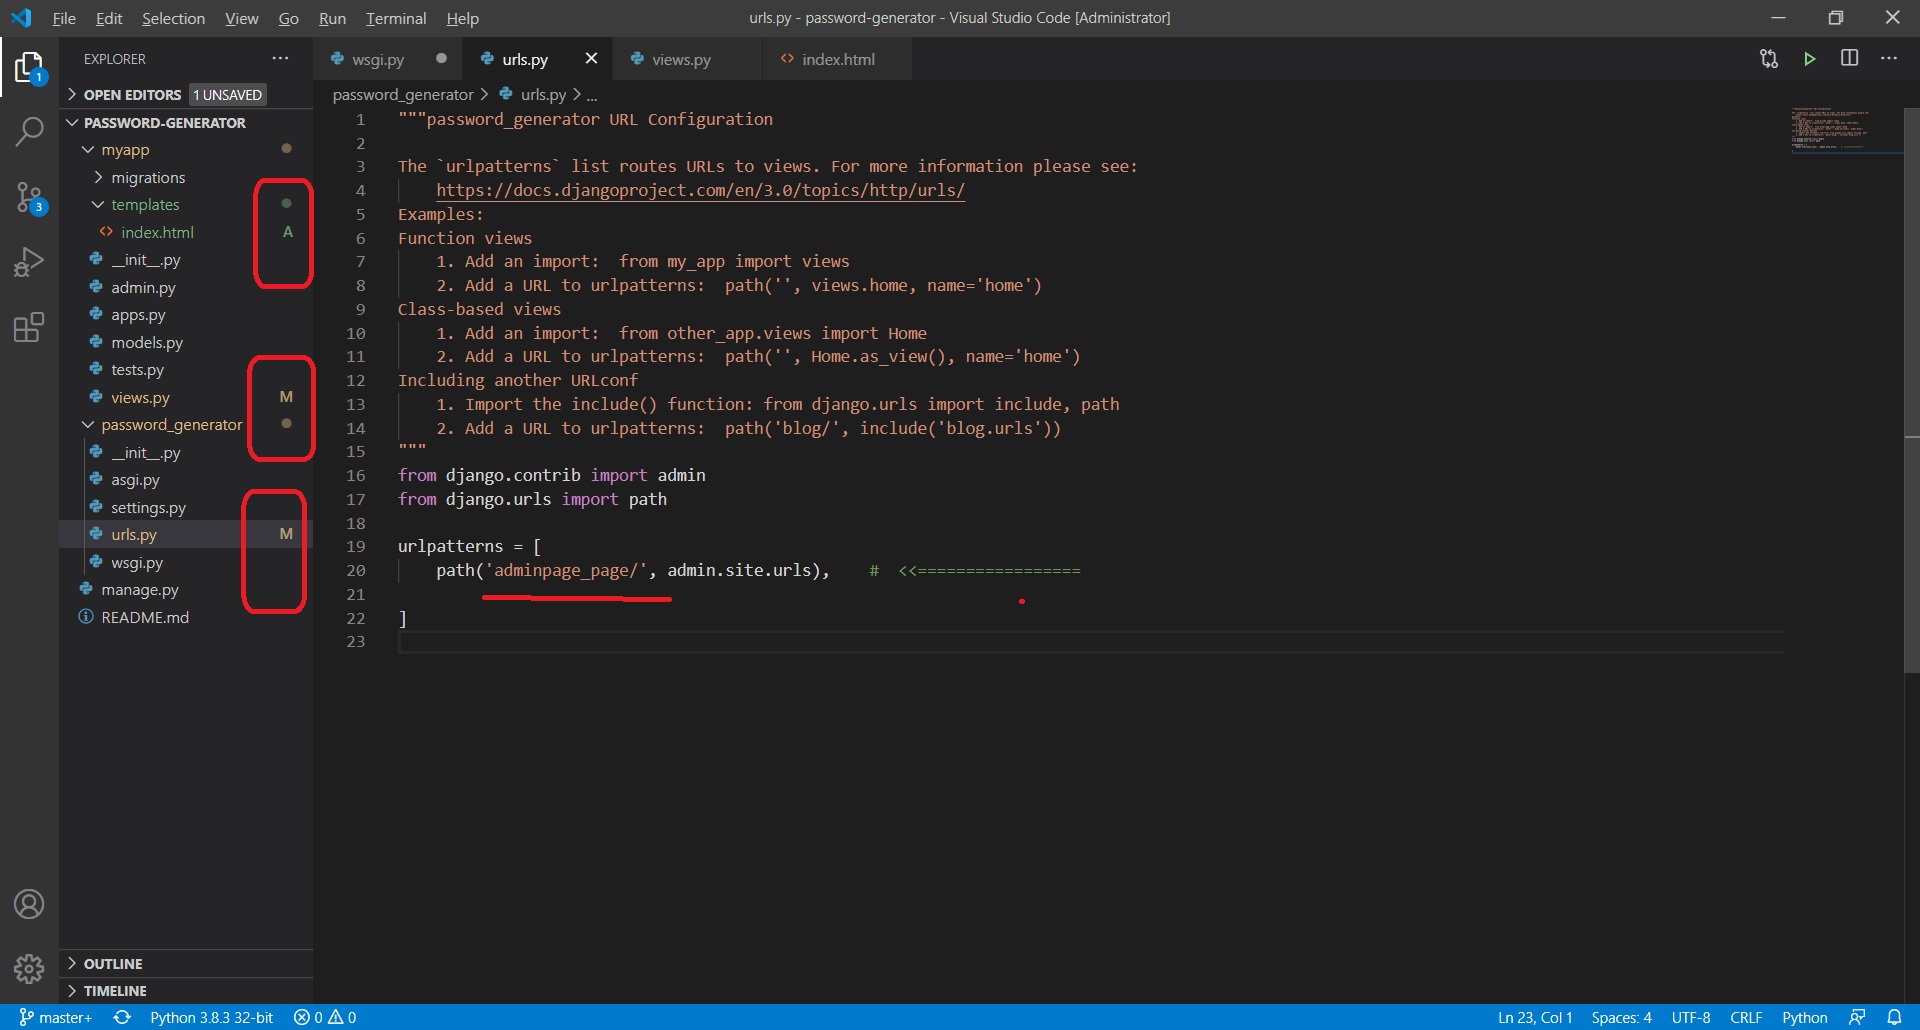 File Edit Selection View Go Run Terminal Help
urls.py - password-generator - Visual Studio Code [Administrator]
EXPLORER
OPEN EDITORS 1 UNSAVED
PASSWORD-GENERATOR
myapp
migrations
templates
index.html A
__init__.py
admin.py
apps.py
models.py
tests.py
views.py M
password_generator
__init__.py
asgi.py
settings.py
urls.py M
wsgi.py
manage.py
README.md
OUTLINE
TIMELINE
1
3
wsgi.py urls.py views.py index.html
password_generator > urls.py > ...
1 """password_generator URL Configuration
2
3 The `urlpatterns` list routes URLs to views. For more information please see:
4     https://docs.djangoproject.com/en/3.0/topics/http/urls/
5 Examples:
6 Function views
7     1. Add an import:  from my_app import views
8     2. Add a URL to urlpatterns:  path('', views.home, name='home')
9 Class-based views
10     1. Add an import:  from other_app.views import Home
11     2. Add a URL to urlpatterns:  path('', Home.as_view(), name='home')
12 Including another URLconf
13     1. Import the include() function: from django.urls import include, path
14     2. Add a URL to urlpatterns:  path('blog/', include('blog.urls'))
15 """
16 from django.contrib import admin
17 from django.urls import path
18
19 urlpatterns = [
20     path('adminpage_page/', admin.site.urls),    #  <<=================
21
22 ]
23
master+ Python 3.8.3 32-bit 0 0
Ln 23, Col 1 Spaces: 4 UTF-8 CRLF Python